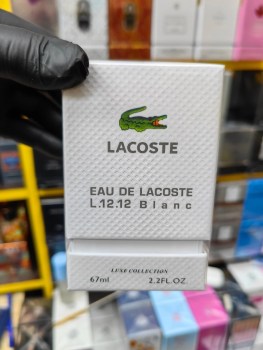 LACOSTE
EAU DE LACOSTE
L.12.12 Blanc
LUXE COLLECTION
67ml 2.2FL.OZ.